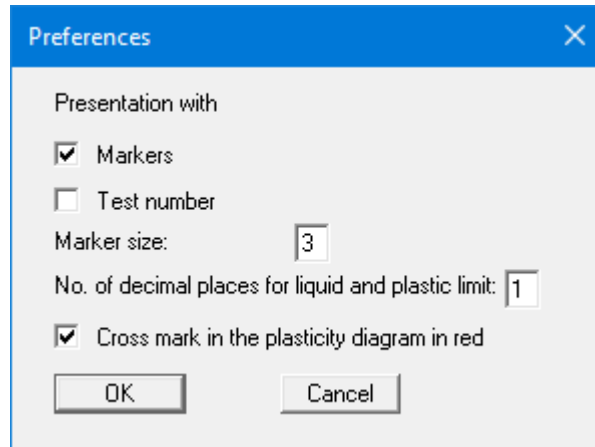 Preferences
Presentation with
Markers
Test number
Marker size: 3
No. of decimal places for liquid and plastic limit: 1
Cross mark in the plasticity diagram in red
OK Cancel